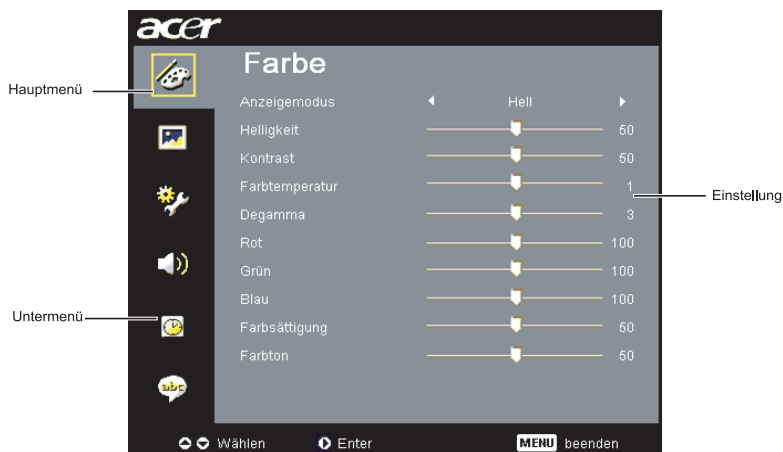 acer
Farbe
Hauptmenü
Anzeigemodus Hell
Helligkeit 50
Kontrast 50
Farbtemperatur 1
Einstellung
Degamma 3
Rot 100
Grün 100
Blau 100
Untermenü
Farbsättigung 50
Farbton 50
abc
Wählen Enter MENU beenden